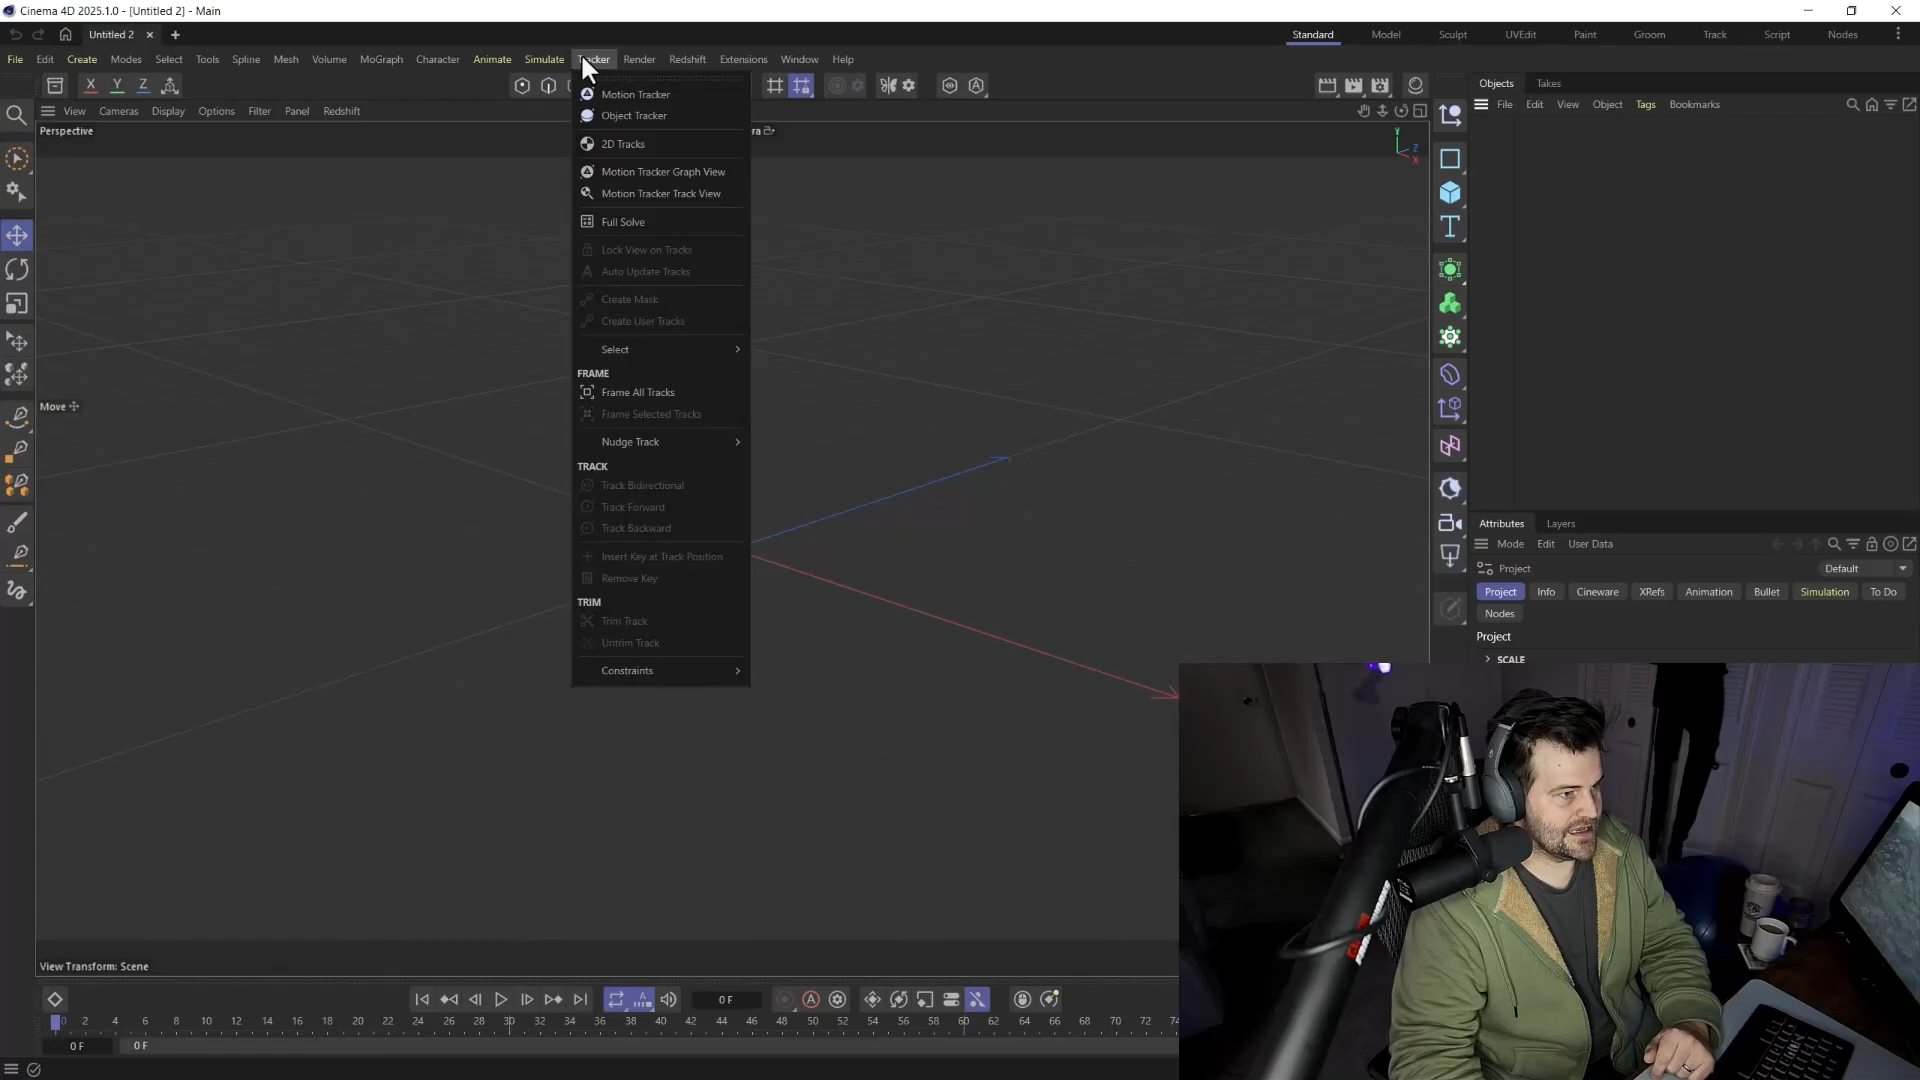 Cinema 4D 2025.1.0 - [Untitled 2] - Main
Untitled 2
Standard Model Sculpt UVEdit Paint Groom Track Script Nodes
File Edit Create Modes Select Tools Spline Mesh Volume MoGraph Character Animate Simulate Render Redshift Extensions Window Help
X Y Z
View Cameras Display Options Filter Panel Redshift
Perspective
Motion Tracker
Object Tracker
2D Tracks
Motion Tracker Graph View
Motion Tracker Track View
Full Solve
Lock View on Tracks
Auto Update Tracks
Create Mask
Create User Tracks
Select
FRAME
Frame All Tracks
Frame Selected Tracks
Nudge Track
TRACK
Track Bidirectional
Track Forward
Track Backward
Insert Key at Track Position
Remove Key
TRIM
Trim Track
Untrim Track
Constraints
Y
Z
X
Move
View Transform: Scene
Objects Takes
File Edit View Object Tags Bookmarks
Attributes Layers
Mode Edit User Data
Project Default
Project Info Cineware XRefs Animation Bullet Simulation To Do
Nodes
Project
SCALE
0 F
0 2 4 6 8 10 12 14 16 18 20 22 24 26 28 30 32 34 36 38 40 42 44 46 48 50 52 54 56 58 60 62 64 66 68 70 72
0 F 0 F